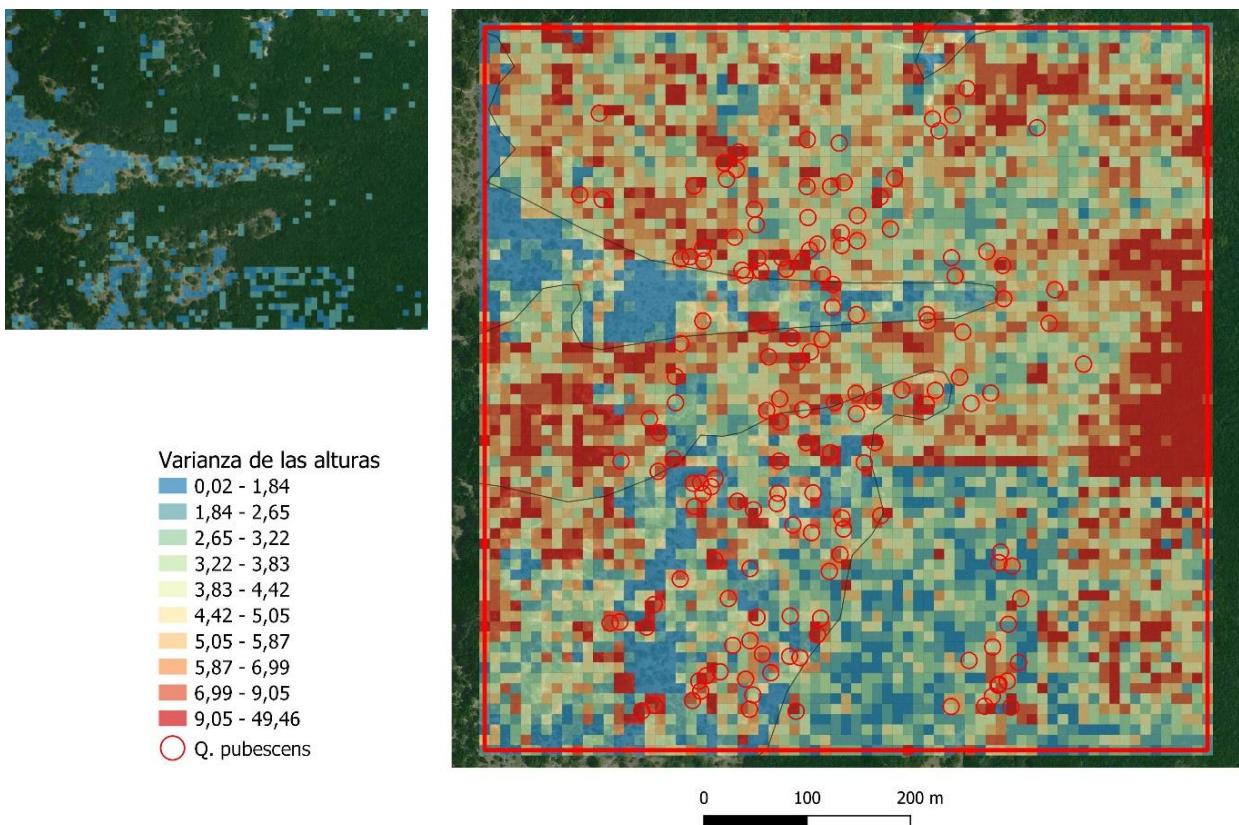 Varianza de las alturas
0,02 - 1,84
1,84 - 2,65
2,65 - 3,22
3,22 - 3,83
3,83 - 4,42
4,42 - 5,05
5,05 - 5,87
5,87 - 6,99
6,99 - 9,05
9,05 - 49,46
Q. pubescens
0 100 200 m